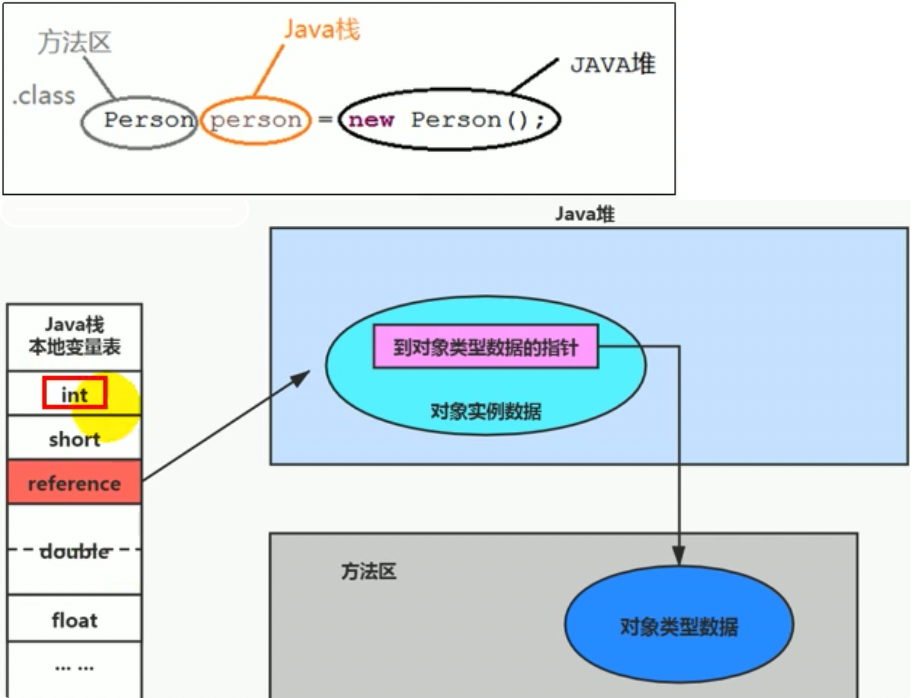 方法区
Java栈
JAVA堆
.class
Person person = new Person();
Java堆
Java栈
本地变量表
int
short
reference
double
float
... ...
到对象类型数据的指针
对象实例数据
方法区
对象类型数据